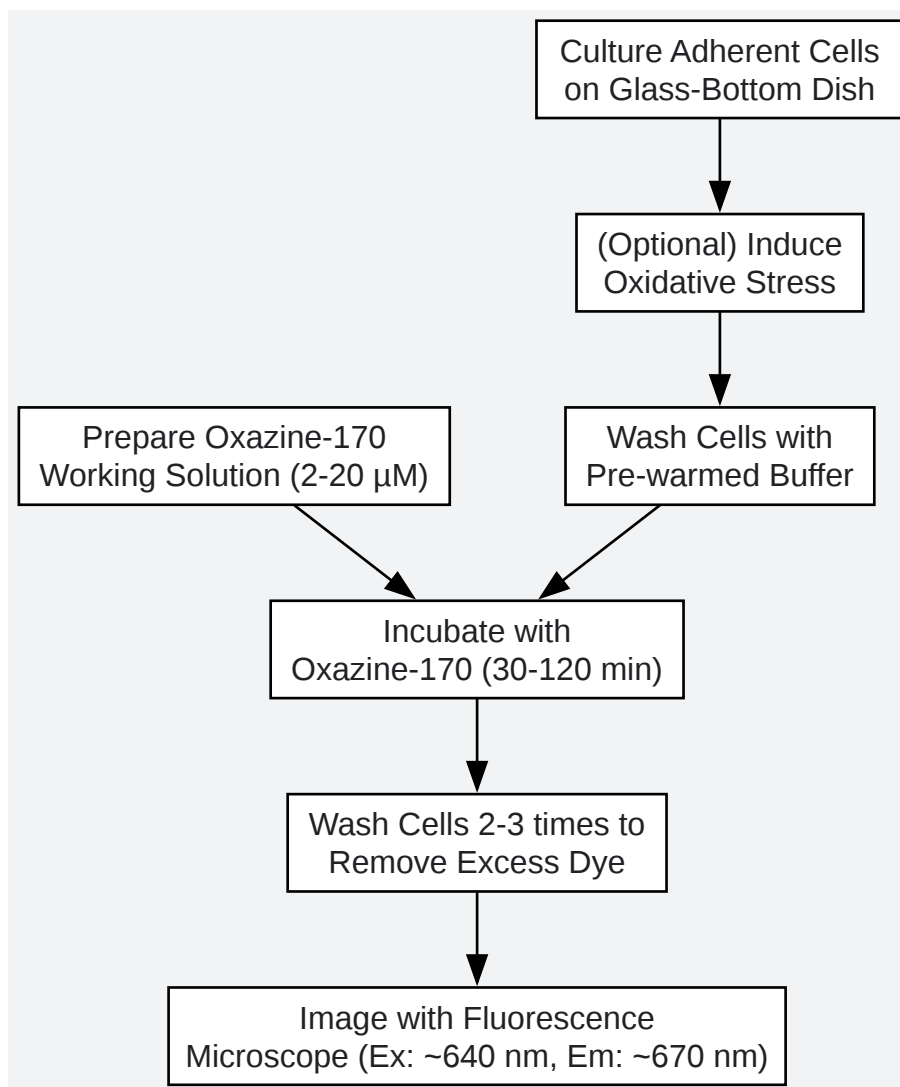 Culture Adherent Cells
on Glass-Bottom Dish
(Optional) Induce
Oxidative Stress
Prepare Oxazine-170
Working Solution (2-20 µM)
Wash Cells with
Pre-warmed Buffer
Incubate with
Oxazine-170 (30-120 min)
Wash Cells 2-3 times to
Remove Excess Dye
Image with Fluorescence
Microscope (Ex: ~640 nm, Em: ~670 nm)